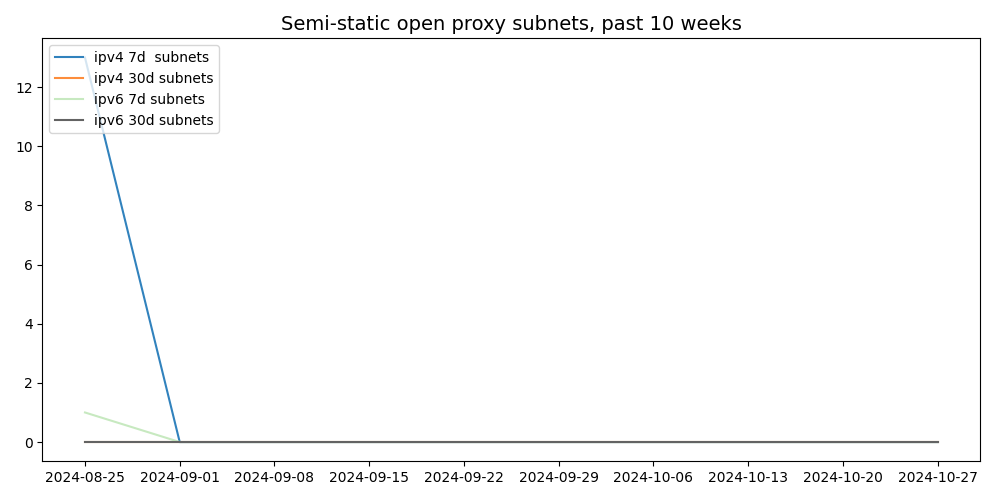 Semi-static open proxy subnets, past 10 weeks
ipv4 7d  subnets
ipv4 30d subnets
ipv6 7d subnets
ipv6 30d subnets
12
10
8
6
4
2
0
2024-08-25 2024-09-01 2024-09-08 2024-09-15 2024-09-22 2024-09-29 2024-10-06 2024-10-13 2024-10-20 2024-10-27